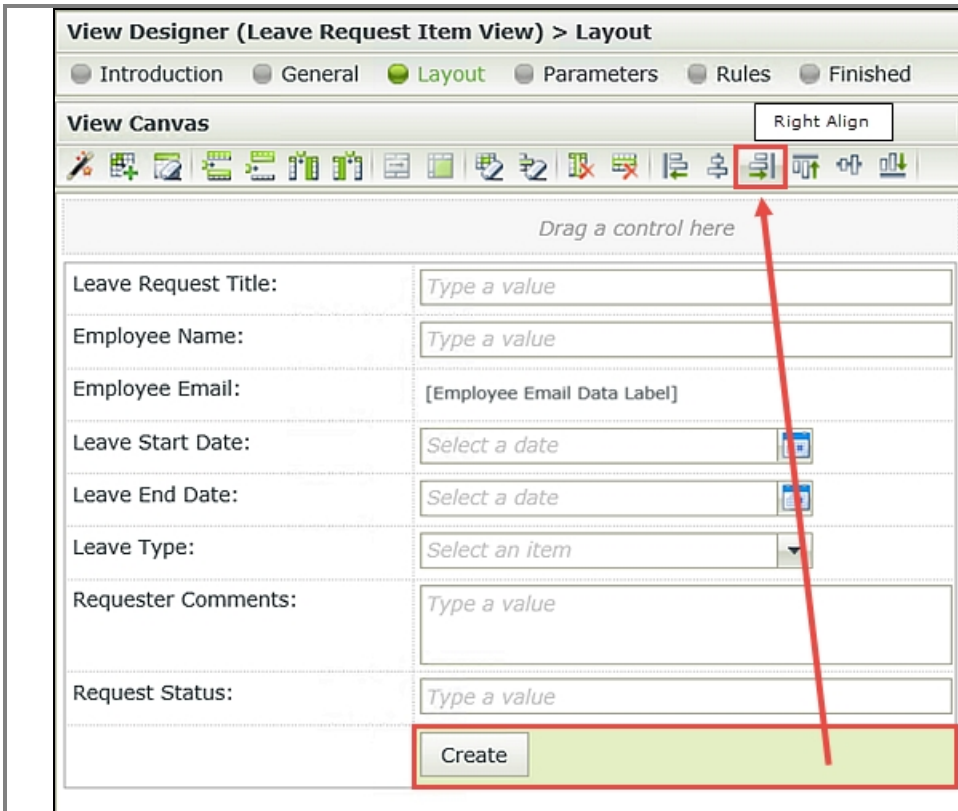 View Designer (Leave Request Item View) > Layout
Introduction General Layout Parameters Rules Finished
View Canvas
Right Align
Drag a control here
Leave Request Title: Type a value
Employee Name: Type a value
Employee Email: [Employee Email Data Label]
Leave Start Date: Select a date
Leave End Date: Select a date
Leave Type: Select an item
Requester Comments: Type a value
Request Status: Type a value
Create